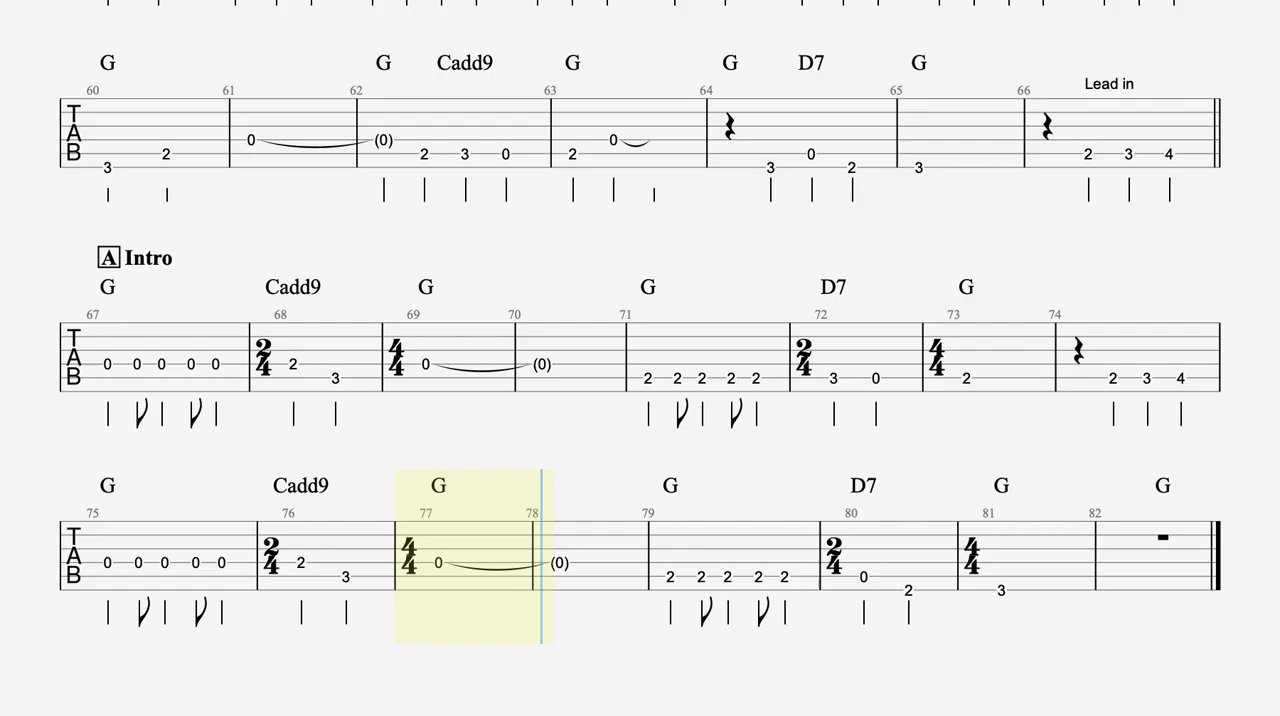 G G Cadd9 G G D7 G
60 61 62 63 64 65 66 Lead in
T
A 0 (0) 0
B 2 2 3 0 2 0 2 3 4
3 3 2 3
A Intro
G Cadd9 G G D7 G
67 68 69 70 71 72 73 74
T 2 4 4 4 2 4 4 4
A 0 0 0 0 0 2 0 (0)
B 3 2 2 2 2 2 3 0 2 2 3 4
G Cadd9 G G D7 G G
75 76 77 78 79 80 81 82
T 2 4 4 4 2 4 4 4
A 0 0 0 0 0 2 0 (0)
B 3 2 2 2 2 2 0
2 3